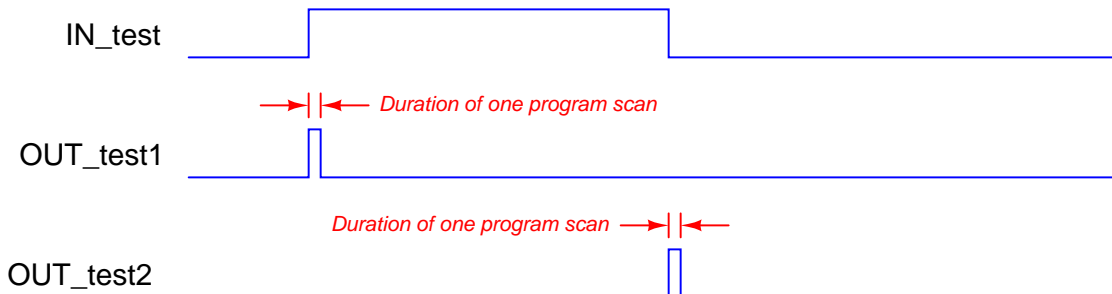 IN_test
Duration of one program scan
OUT_test1
Duration of one program scan
OUT_test2